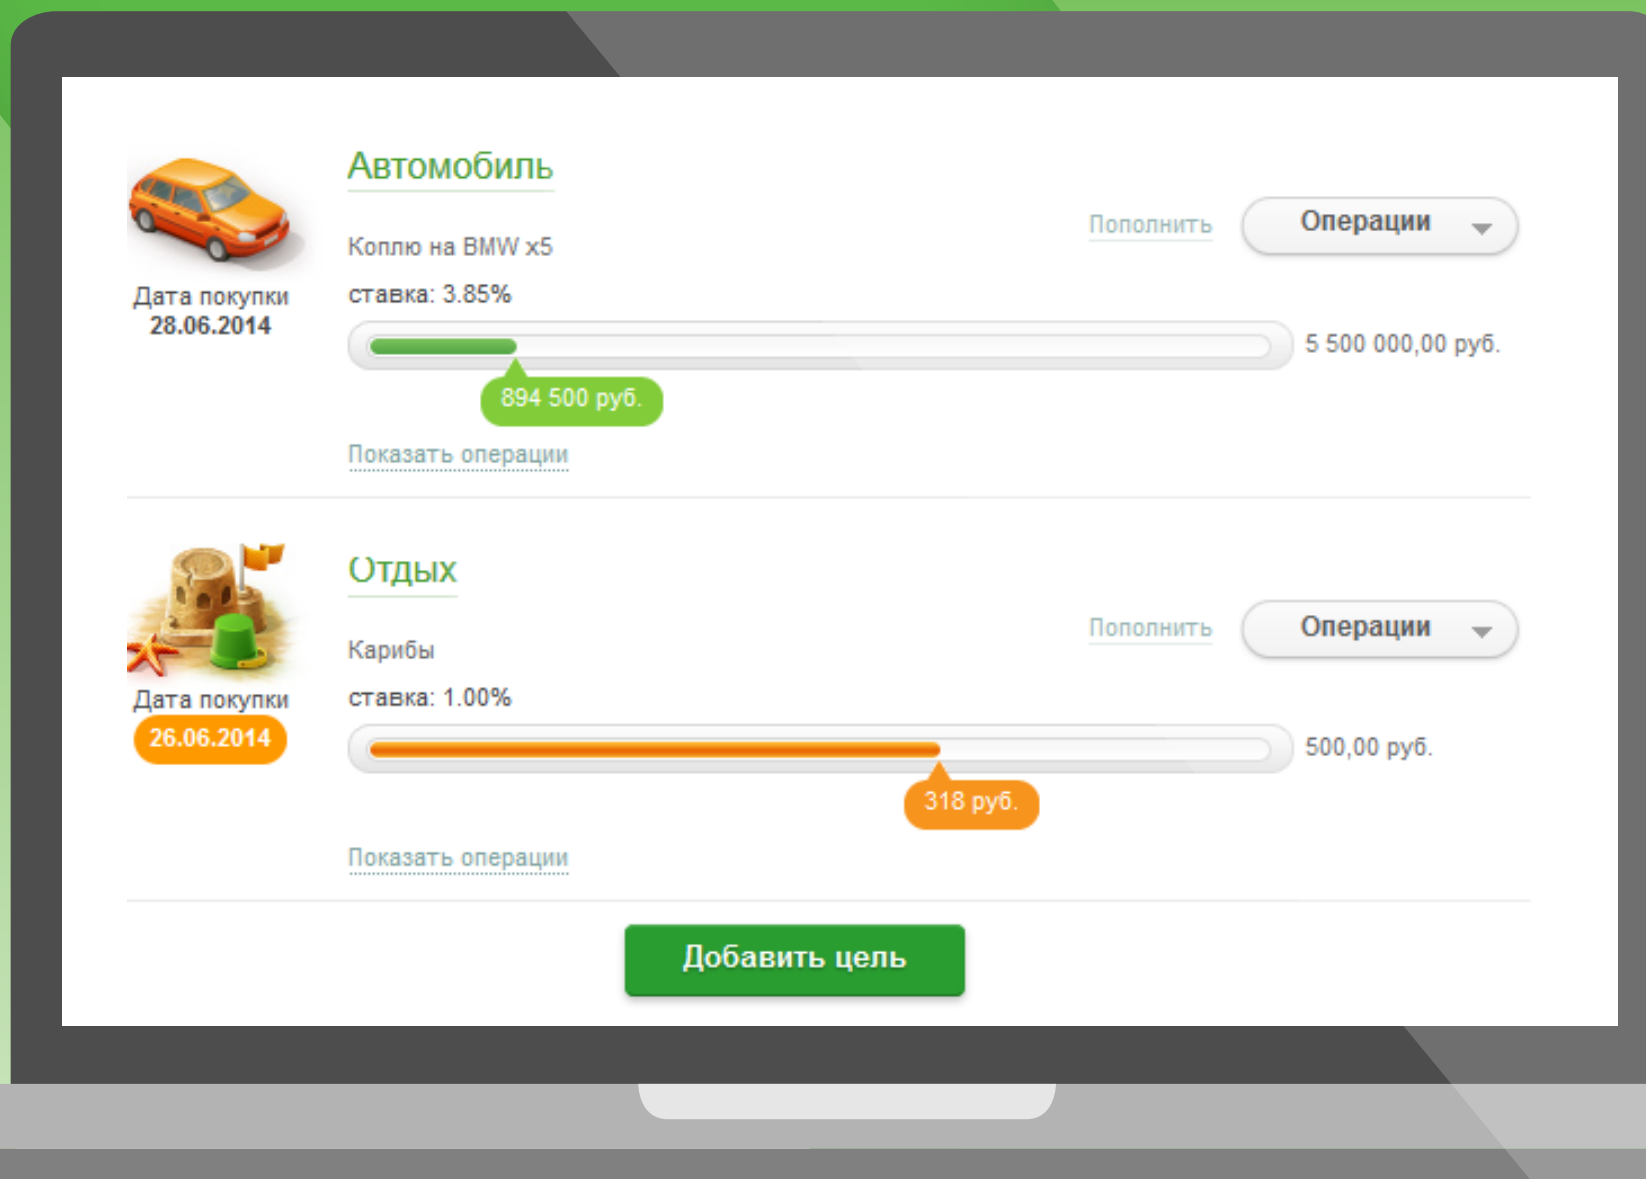 Автомобиль
Пополнить
Операции
Коплю на BMW x5
Дата покупки
ставка: 3.85%
28.06.2014
5 500 000,00 руб.
894 500 руб.
Показать операции
Отдых
Пополнить
Операции
Карибы
Дата покупки
ставка: 1.00%
26.06.2014
500,00 руб.
318 руб.
Показать операции
Добавить цель